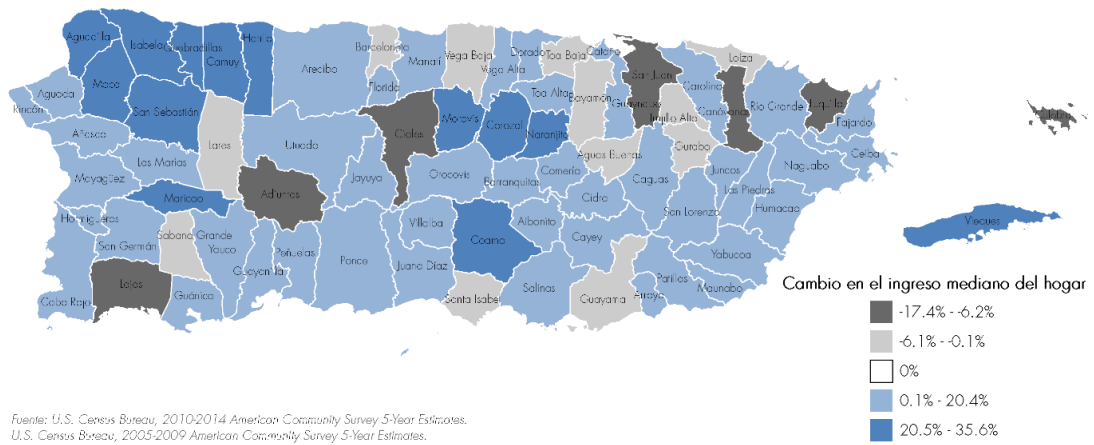 Aguadilla
Isabela
Quebradillas
Camuy
Hatillo
Arecibo
Barceloneta
Manatí
Vega Baja
Vega Alta
Dorado
Toa Baja
Cataño
San Juan
Loiza
Moca
San Sebastián
Aguada
Rincón
Añasco
Florida
Ciales
Morovis
Corozal
Naranjito
Toa Alta
Bayamón
Guaynabo
Trujillo Alto
Carolina
Canóvanas
Río Grande
Luquillo
Fajardo
Ceiba
Culebra
Lares
Utuado
Las Marías
Mayagüez
Maricao
Adjuntas
Jayuya
Orocovis
Barranquitas
Comerío
Aguas Buenas
Gurabo
Caguas
Juncos
Las Piedras
Naguabo
Humacao
Cidra
San Lorenzo
Hormigueros
San Germán
Sabana
Grande
Yauco
Guayanilla
Peñuelas
Ponce
Villalba
Juana Díaz
Coamo
Aibonito
Cayey
Yabucoa
Vieques
Cabo Rojo
Lajas
Guánica
Santa Isabel
Salinas
Guayama
Arroyo
Patillas
Maunabo
Cambio en el ingreso mediano del hogar
-17.4% - -6.2%
-6.1% - -0.1%
0%
0.1% - 20.4%
20.5% - 35.6%
Fuente: U.S. Census Bureau, 2010-2014 American Community Survey 5-Year Estimates.
U.S. Census Bureau, 2005-2009 American Community Survey 5-Year Estimates.